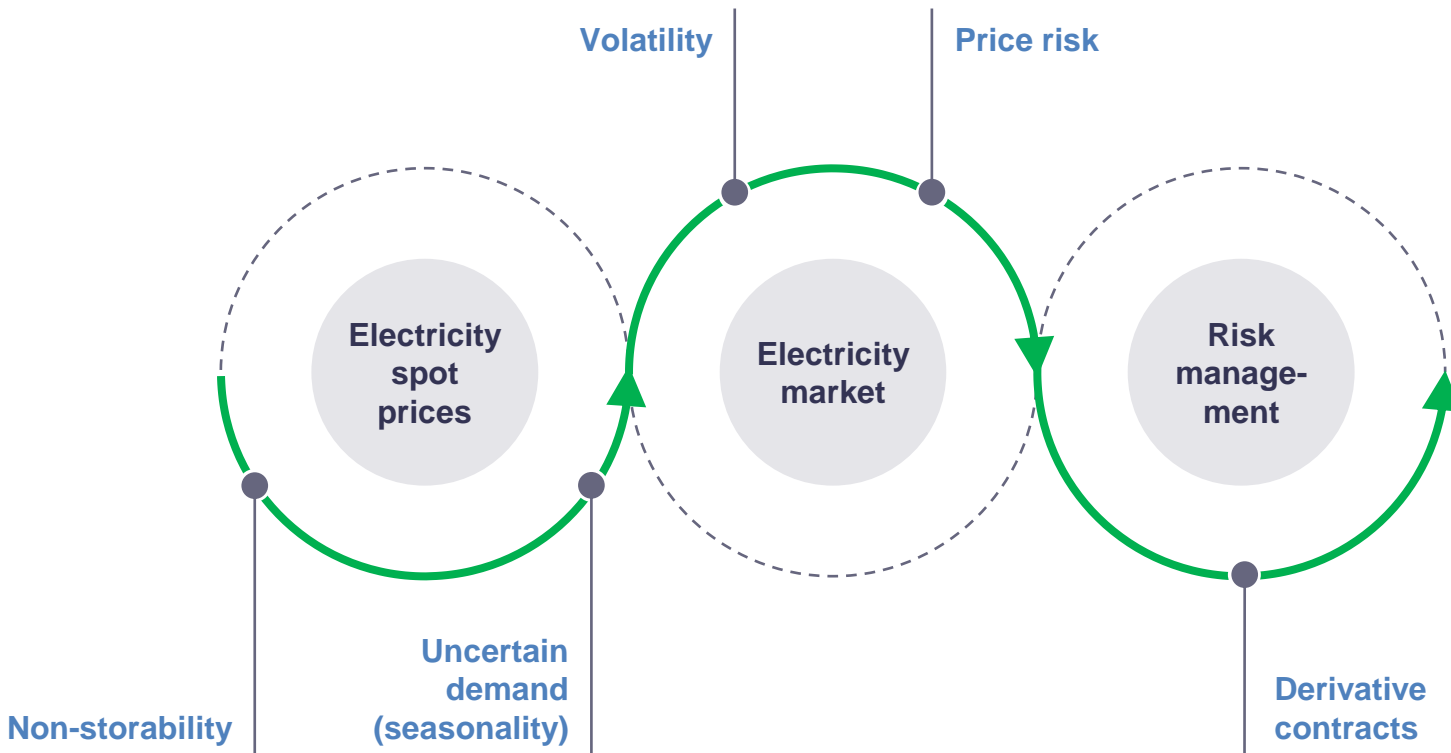 Volatility
Price risk
Electricity
spot
prices
Electricity
market
Risk
manage-
ment
Non-storability
Uncertain
demand
(seasonality)
Derivative
contracts